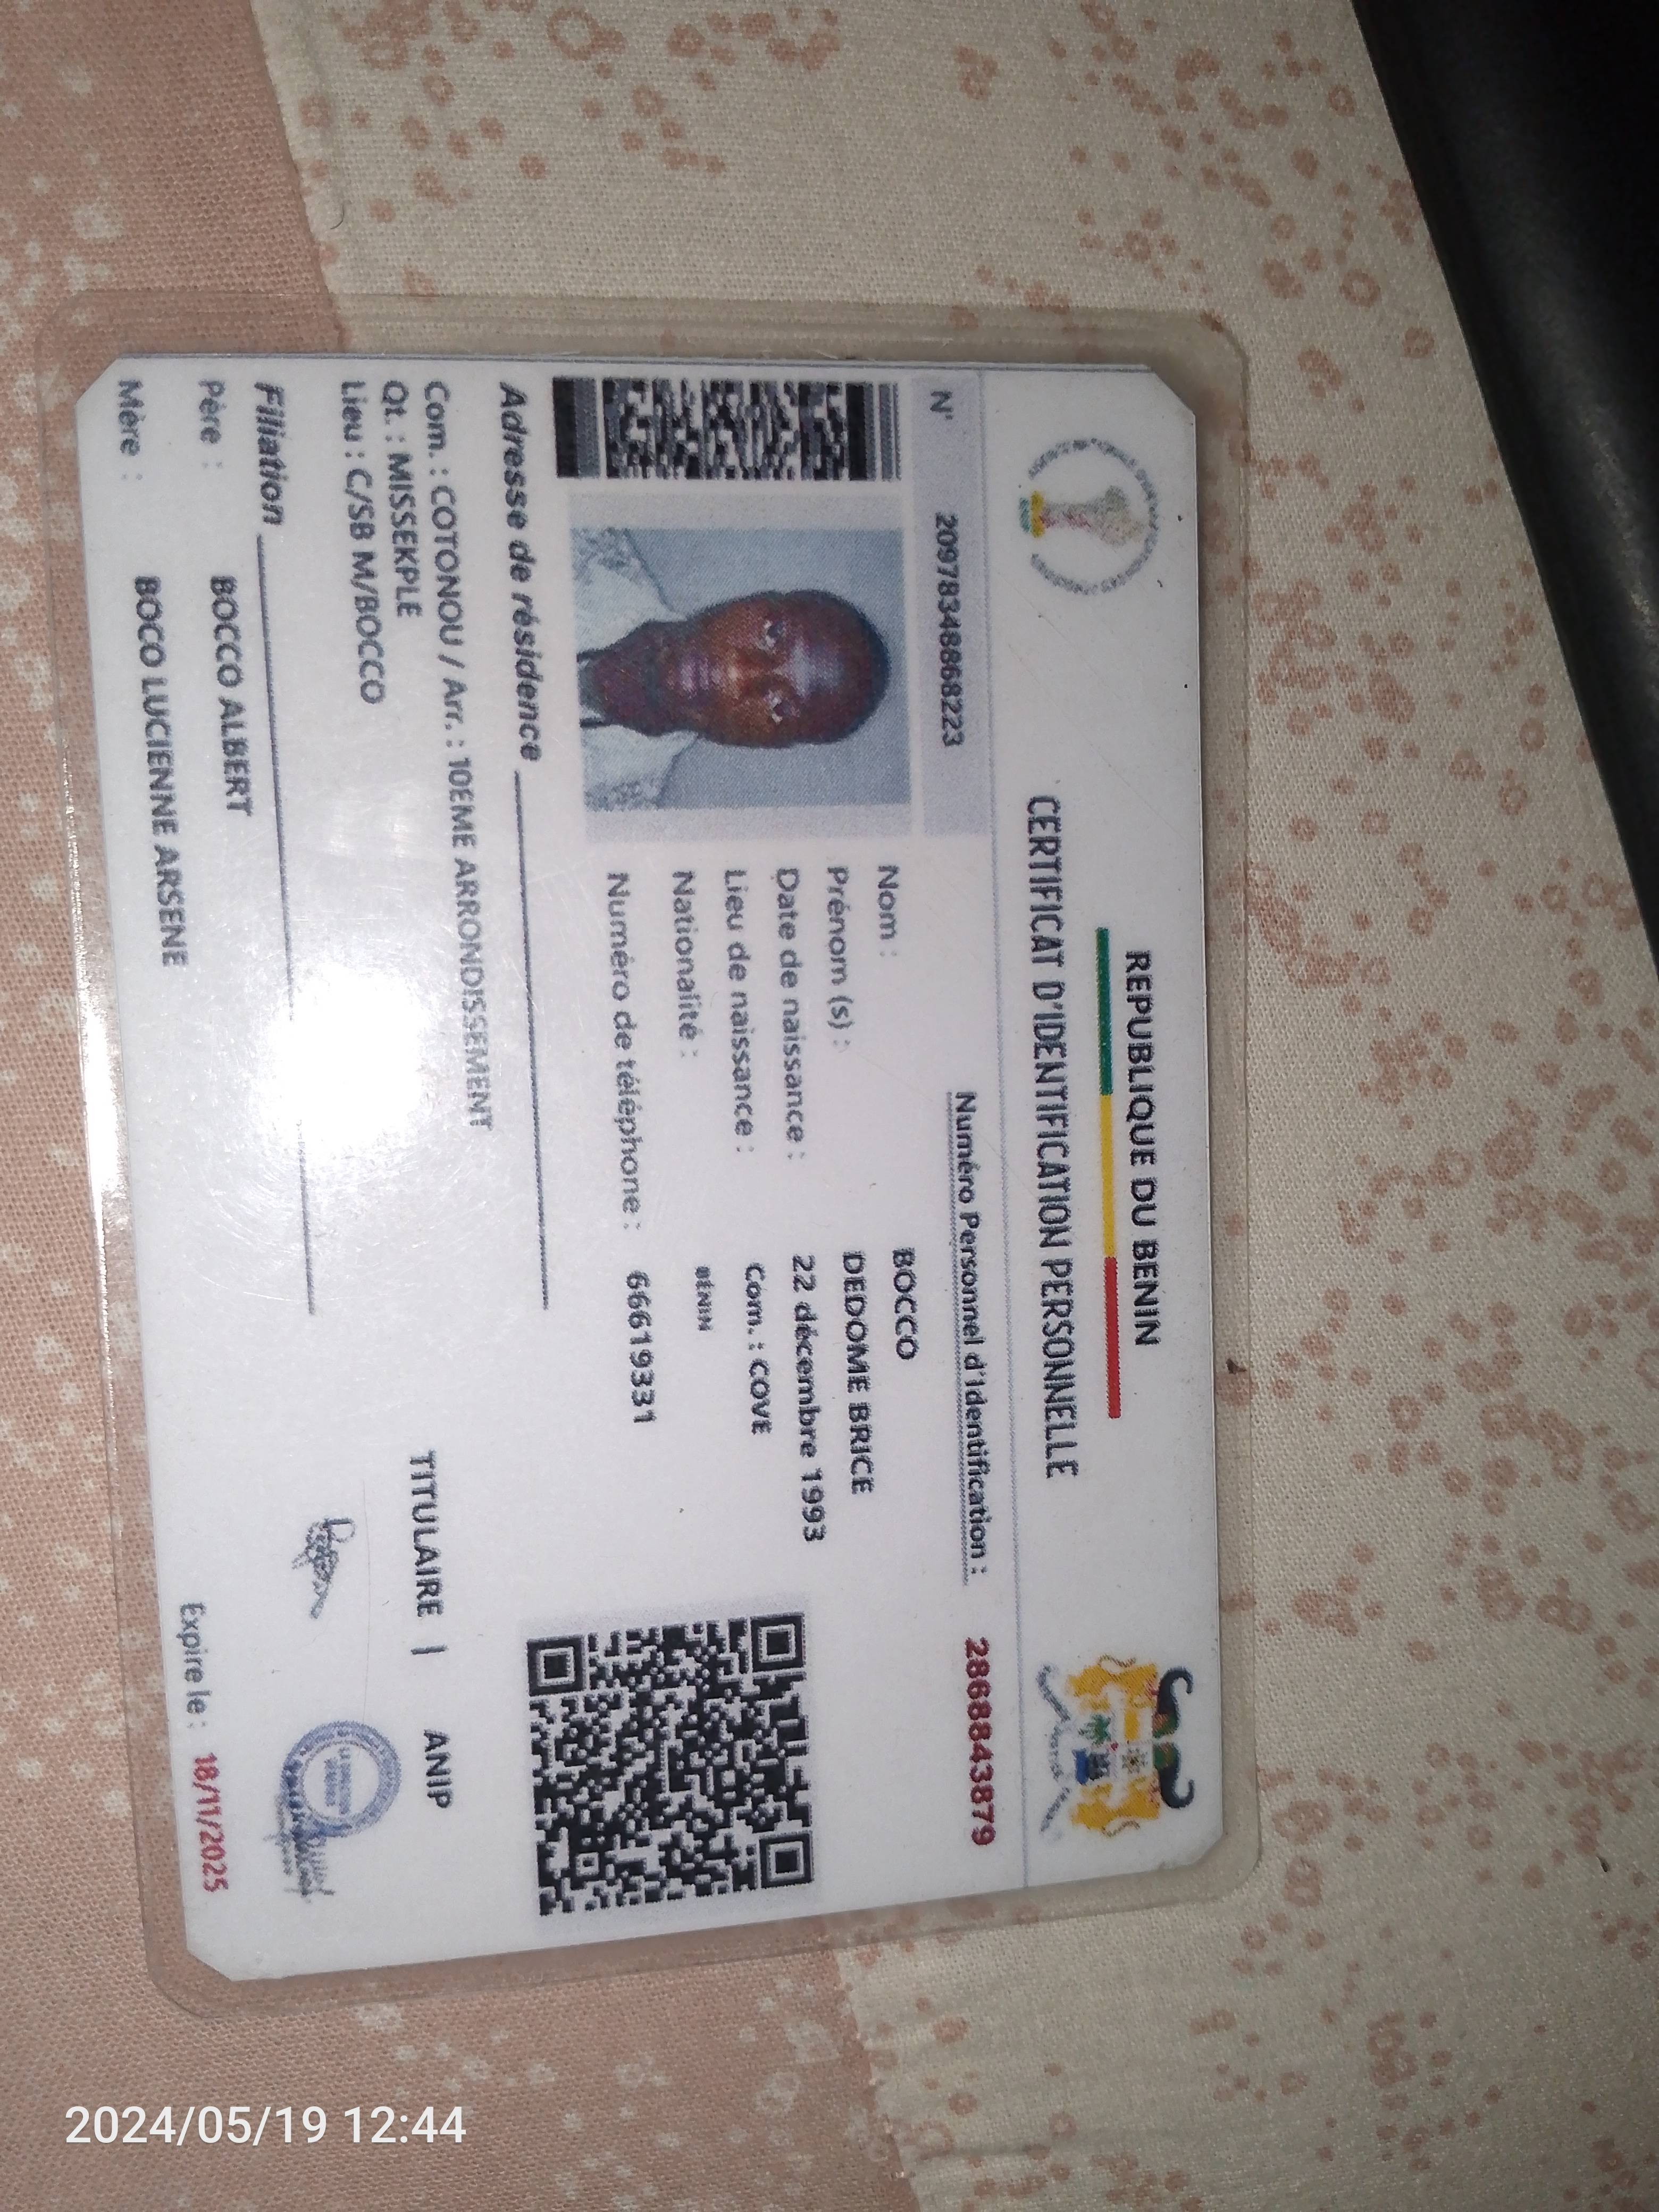 REPUBLIQUE DU BENIN
CERTIFICAT D'IDENTIFICATION PERSONNELLE
N° 20978348868223
Numéro Personnel d'Identification : 2868843879
Nom : BOCCO
Prénom (s) : DEDOME BRICE
Date de naissance : 22 décembre 1993
Lieu de naissance : Com. : COVE
Nationalité : BÉNIN
Numéro de téléphone : 66619331
Adresse de résidence
Com. : COTONOU / Arr. : 10EME ARRONDISSEMENT
Qt. : MISSEKPLE
Lieu : C/SB M/BOCCO
Filiation
Père : BOCCO ALBERT
Mère : BOCO LUCIENNE ARSENE
TITULAIRE | ANIP
Expire le : 18/11/2025
2024/05/19 12:44